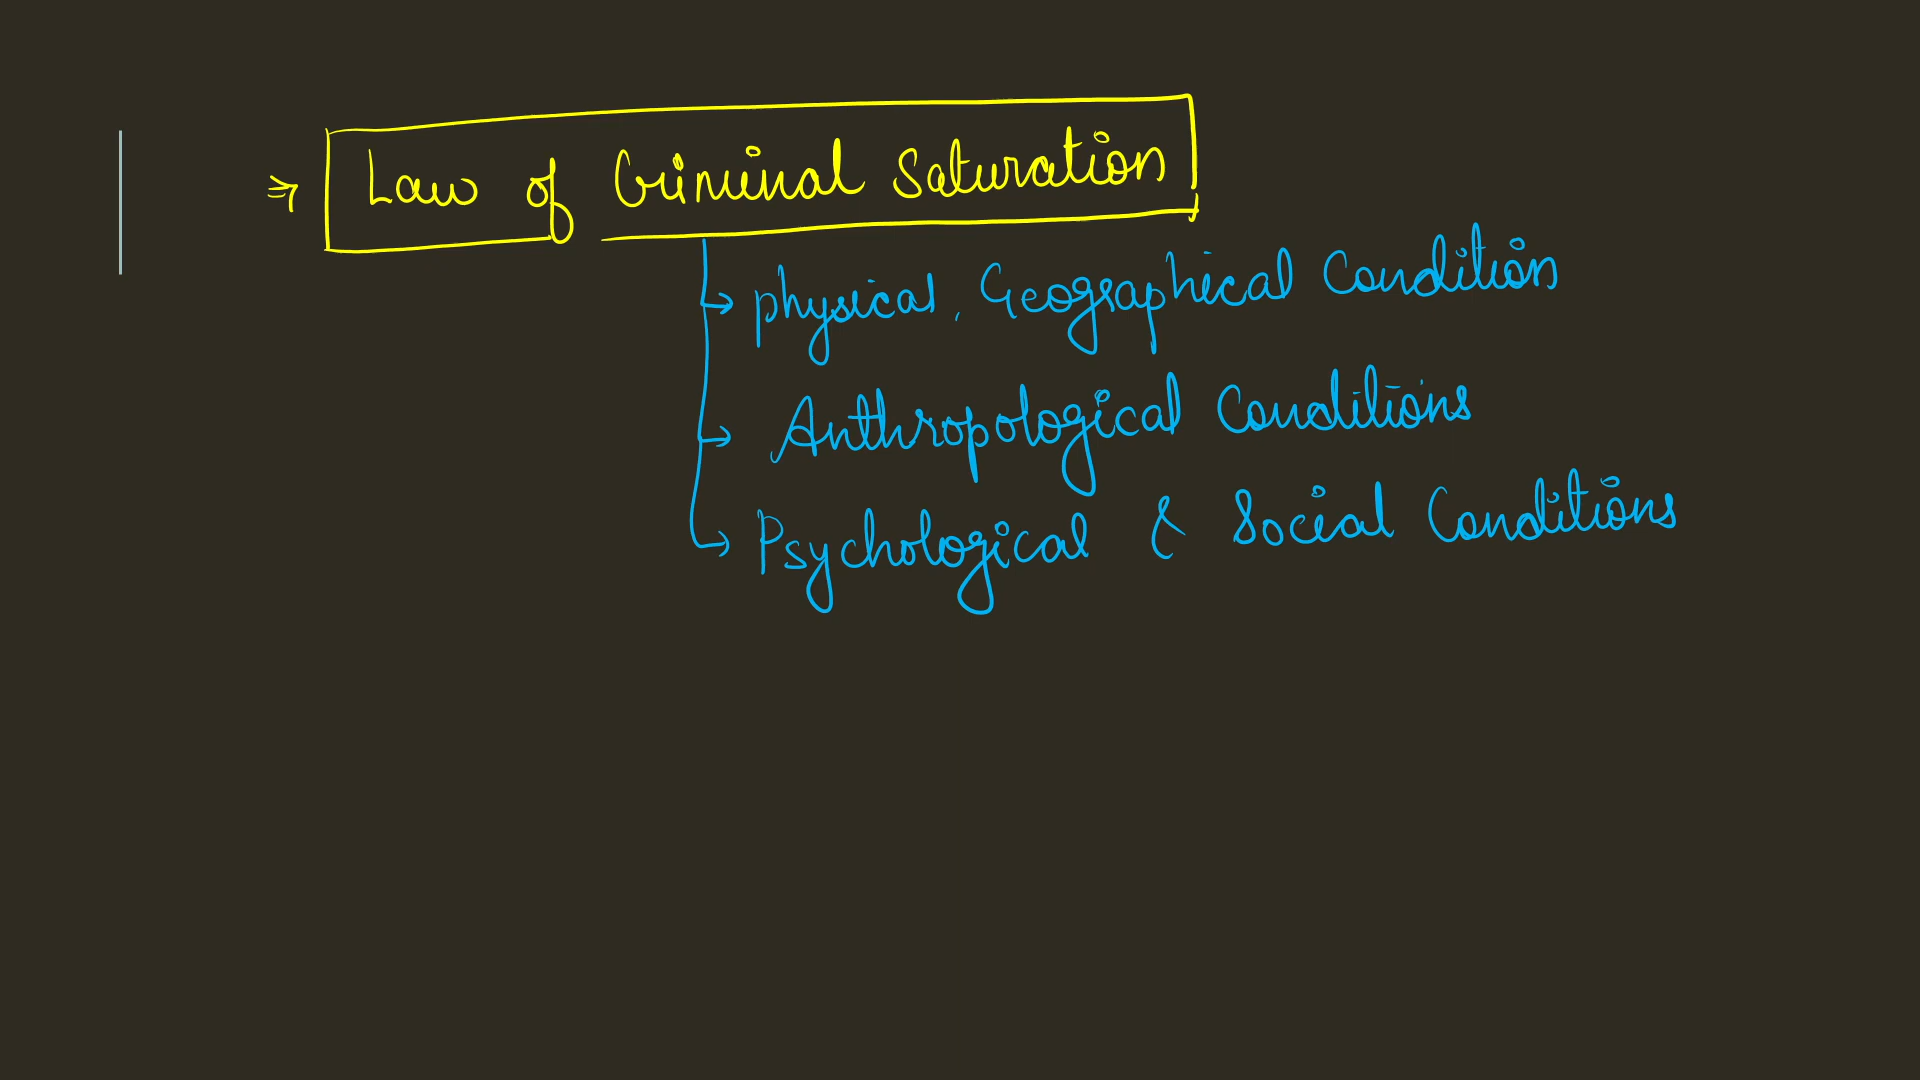 ⇒ Law of Criminal Saturation
→ physical, Geographical Condition
→ Anthropological Conditions
→ Psychological & Social Conditions